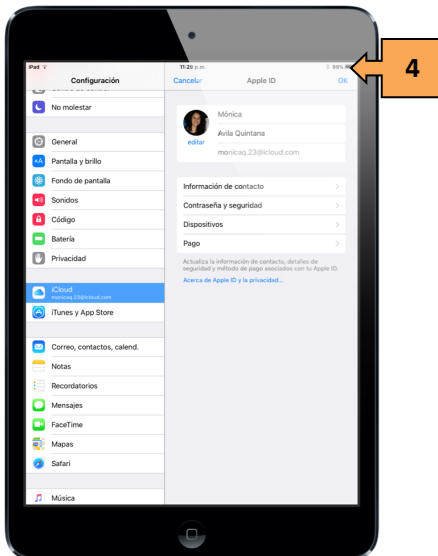 iPad
11:29 p.m.
99%
4
Configuración
Cancelar
Apple ID
OK
Centro de control
No molestar
General
Pantalla y brillo
Fondo de pantalla
Sonidos
Código
Batería
Privacidad
iCloud
monicaq.23@icloud.com
iTunes y App Store
Correo, contactos, calend.
Notas
Recordatorios
Mensajes
FaceTime
Mapas
Safari
Música
Mónica
Avila Quintana
editar
monicaq.23@icloud.com
Información de contacto
Contraseña y seguridad
Dispositivos
Pago
Actualiza la información de contacto, detalles de
seguridad y método de pago asociados con tu Apple ID.
Acerca de Apple ID y la privacidad...